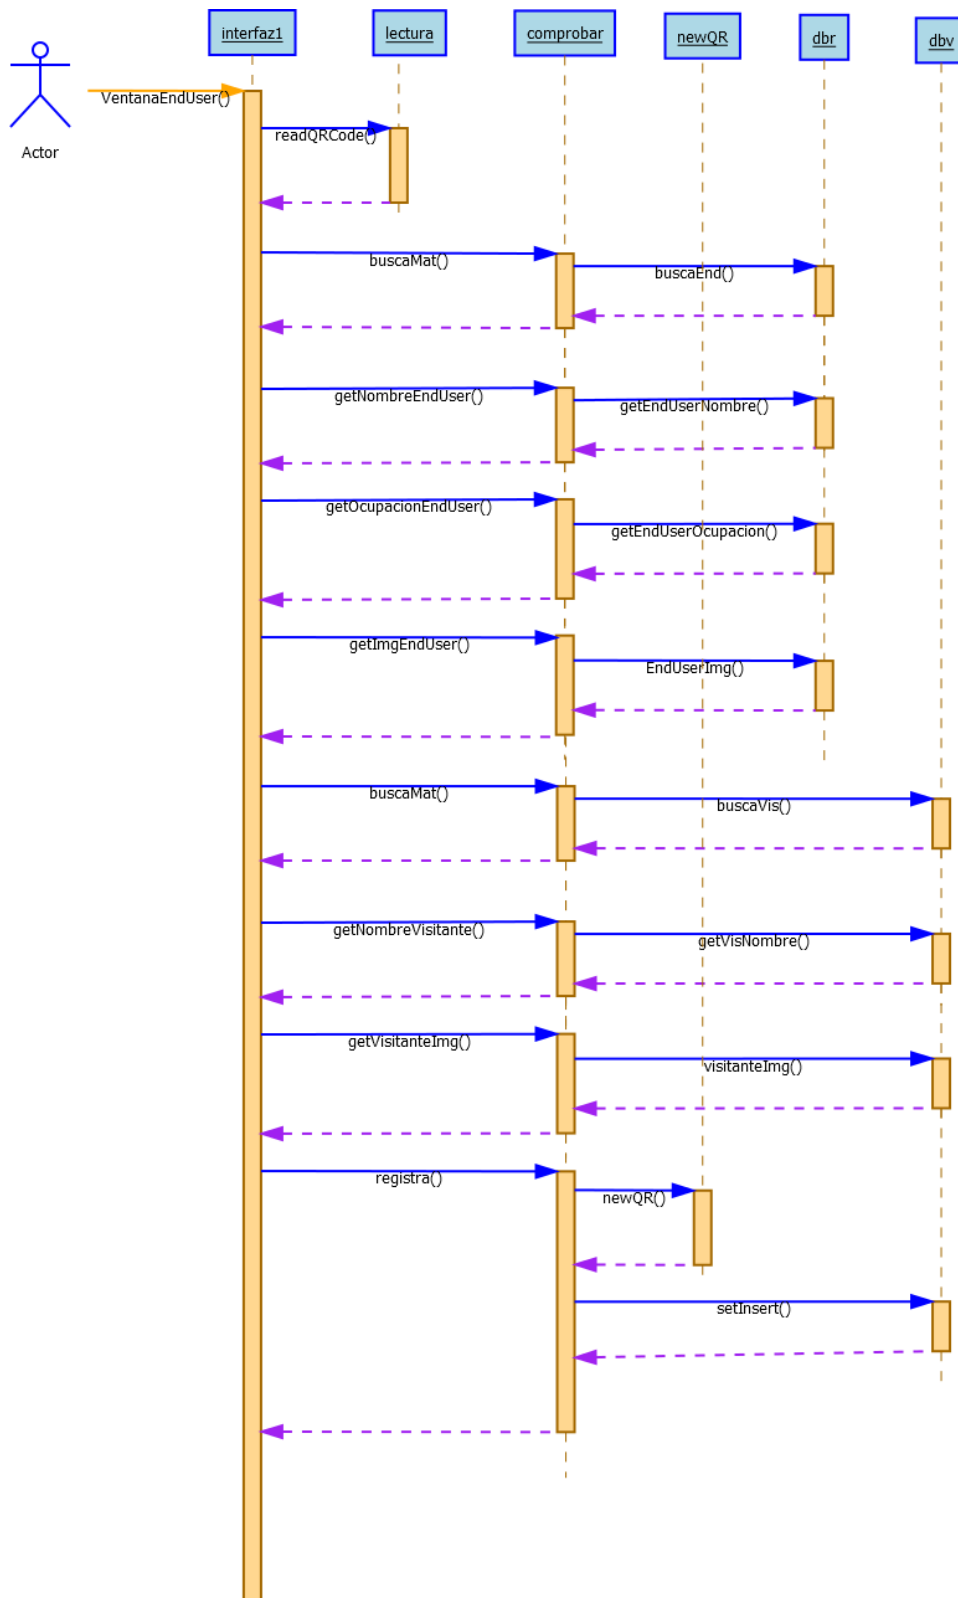 interfaz1
lectura
comprobar
newQR
dbr
dbv
VentanaEndUser()
Actor
readQRCode()
buscaMat()
buscaEnd()
getNombreEndUser()
getEndUserNombre()
getOcupacionEndUser()
getEndUserOcupacion()
getImgEndUser()
EndUserImg()
buscaMat()
buscaVis()
getNombreVisitante()
getVisNombre()
getVisitanteImg()
visitanteImg()
registra()
newQR()
setInsert()